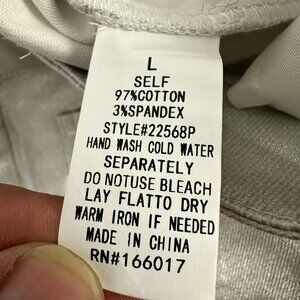 L
SELF
97%COTTON
3%SPANDEX
STYLE#22568P
HAND WASH COLD WATER
SEPARATELY
DO NOTUSE BLEACH
LAY FLATTO DRY
WARM IRON IF NEEDED
MADE IN CHINA
RN#166017